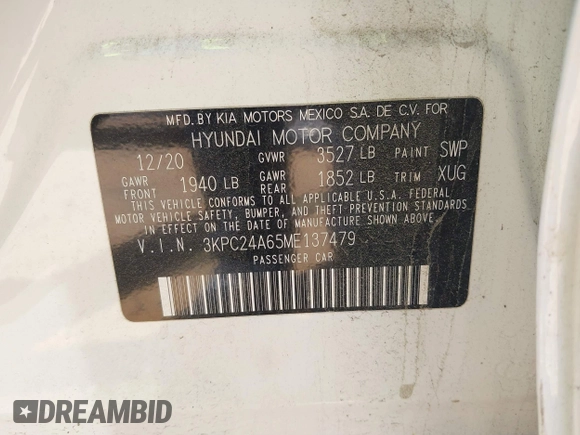 MFD. BY KIA MOTORS MEXICO S.A. DE C.V. FOR
HYUNDAI MOTOR COMPANY
12/20 GVWR 3527 LB PAINT SWP
GAWR FRONT 1940 LB GAWR REAR 1852 LB TRIM XUG
THIS VEHICLE CONFORMS TO ALL APPLICABLE U.S.A. FEDERAL
MOTOR VEHICLE SAFETY, BUMPER, AND THEFT PREVENTION STANDARDS
IN EFFECT ON THE DATE OF MANUFACTURE SHOWN ABOVE.
V.I.N. 3KPC24A65ME137479
PASSENGER CAR
DREAMBID